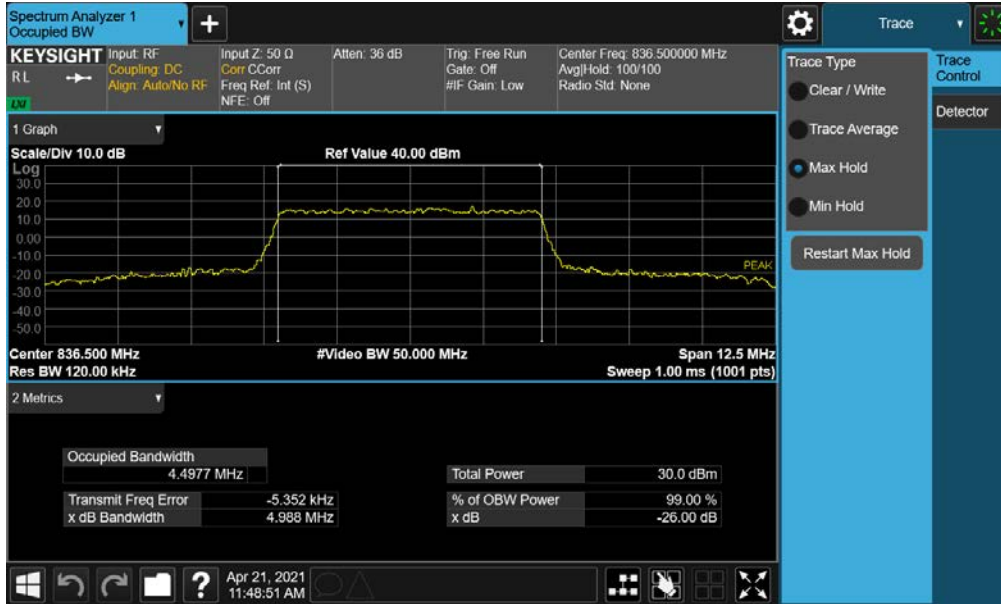 Spectrum Analyzer 1
Occupied BW
+
Trace
KEYSIGHT
RL
LXI
Input: RF
Coupling: DC
Align: Auto/No RF
Input Z: 50 Ω
Corr CCorr
Freq Ref: Int (S)
NFE: Off
Atten: 36 dB
Trig: Free Run
Gate: Off
#IF Gain: Low
Center Freq: 836.500000 MHz
Avg|Hold: 100/100
Radio Std: None
Trace Type
Clear / Write
Trace Average
Max Hold
Min Hold
Restart Max Hold
Trace
Control
Detector
1 Graph
Scale/Div 10.0 dB
Ref Value 40.00 dBm
Log
30.0
20.0
10.0
0.00
-10.0
-20.0
-30.0
-40.0
-50.0
PEAK
Center 836.500 MHz
#Video BW 50.000 MHz
Span 12.5 MHz
Res BW 120.00 kHz
Sweep 1.00 ms (1001 pts)
2 Metrics
Occupied Bandwidth
4.4977 MHz
Total Power 30.0 dBm
Transmit Freq Error -5.352 kHz
% of OBW Power 99.00 %
x dB Bandwidth 4.988 MHz
x dB -26.00 dB
?
Apr 21, 2021
11:48:51 AM